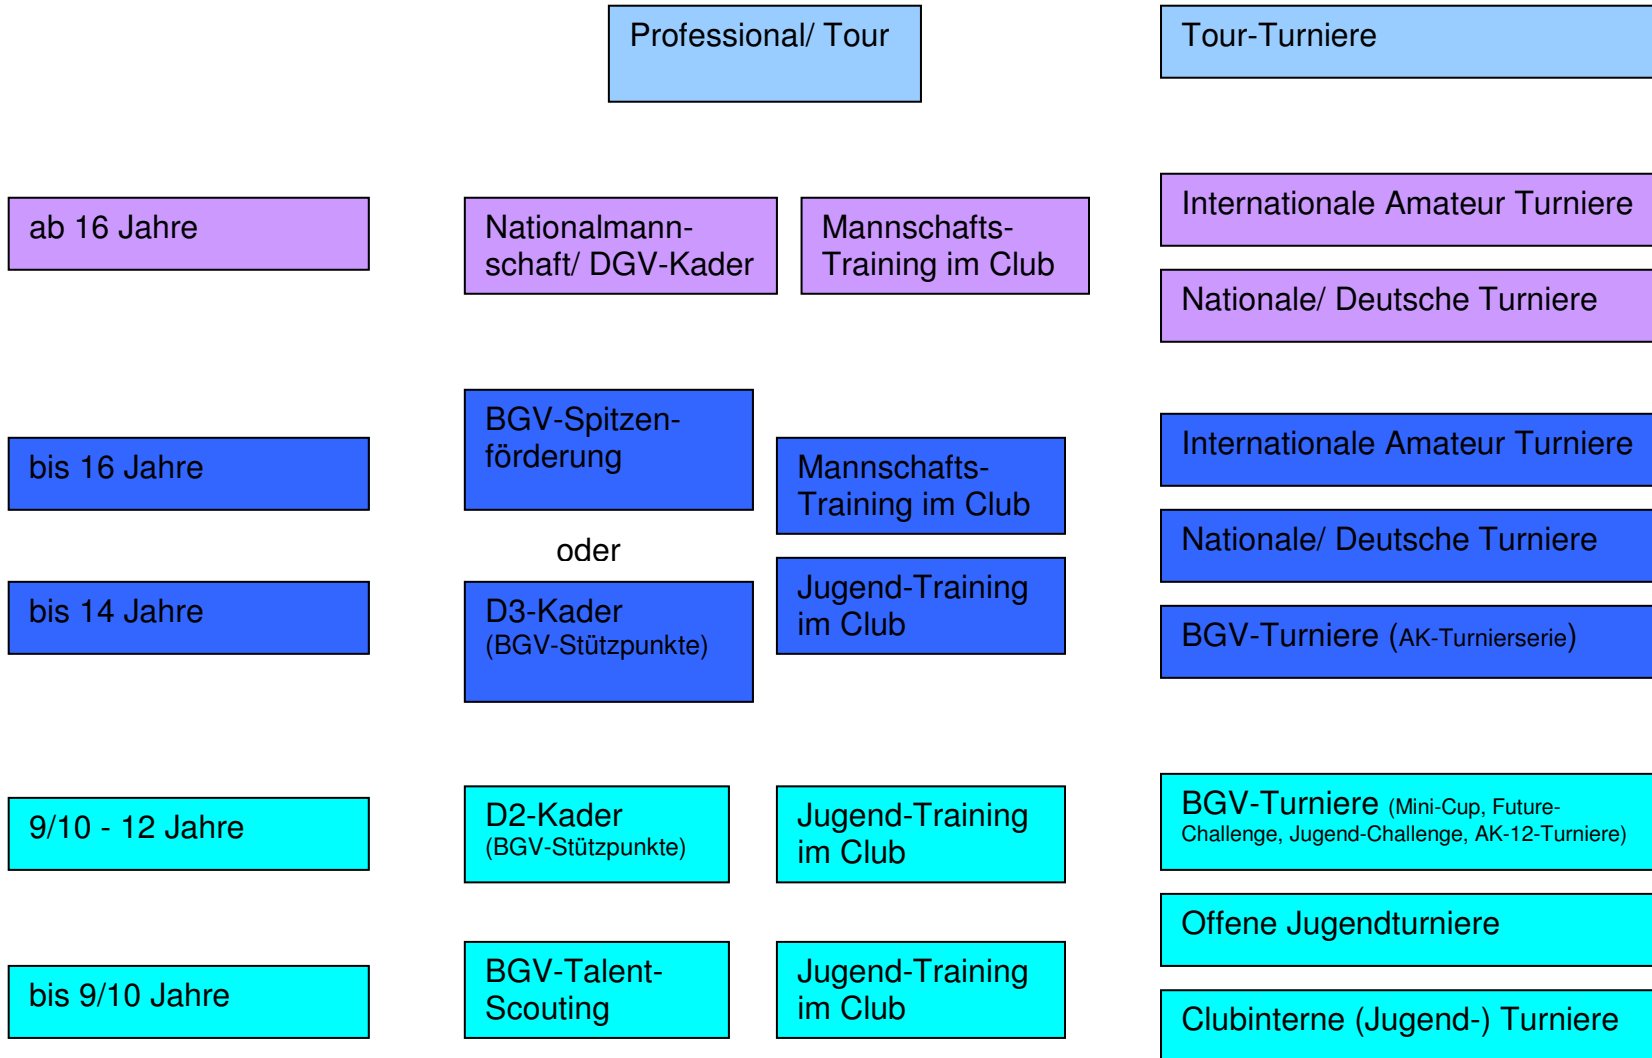 Professional/ Tour
Tour-Turniere
ab 16 Jahre
Nationalmann-
schaft/ DGV-Kader
Mannschafts-
Training im Club
Internationale Amateur Turniere
Nationale/ Deutsche Turniere
bis 16 Jahre
BGV-Spitzen-
förderung
Mannschafts-
Training im Club
Internationale Amateur Turniere
Nationale/ Deutsche Turniere
oder
bis 14 Jahre
D3-Kader
(BGV-Stützpunkte)
Jugend-Training
im Club
BGV-Turniere (AK-Turnierserie)
9/10 - 12 Jahre
D2-Kader
(BGV-Stützpunkte)
Jugend-Training
im Club
BGV-Turniere (Mini-Cup, Future-
Challenge, Jugend-Challenge, AK-12-Turniere)
Offene Jugendturniere
bis 9/10 Jahre
BGV-Talent-
Scouting
Jugend-Training
im Club
Clubinterne (Jugend-) Turniere